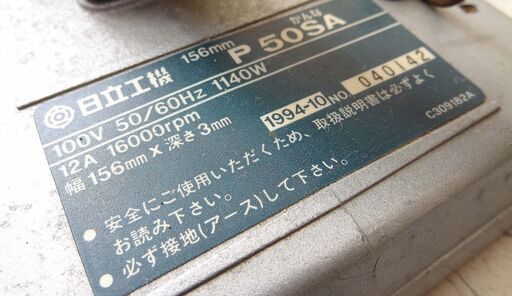 日立工機 156mm かんな P 50SA
100V 50/60Hz 1140W
12A 16000rpm 1994-10 NO. 040142
幅156mm×深さ3mm
C309182A
• 安全にご使用いただくため、取扱説明書は必ずよく
お読み下さい。
• 必ず接地(アース)して下さい。